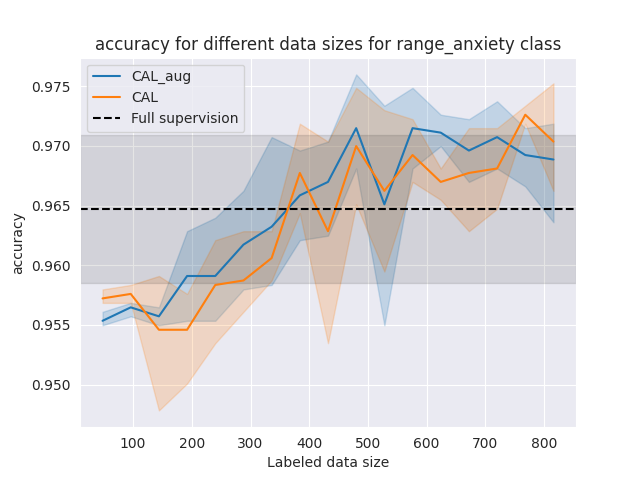 accuracy for different data sizes for range_anxiety class
CAL_aug
CAL
Full supervision
0.975
0.970
0.965
0.960
0.955
0.950
accuracy
100 200 300 400 500 600 700 800
Labeled data size